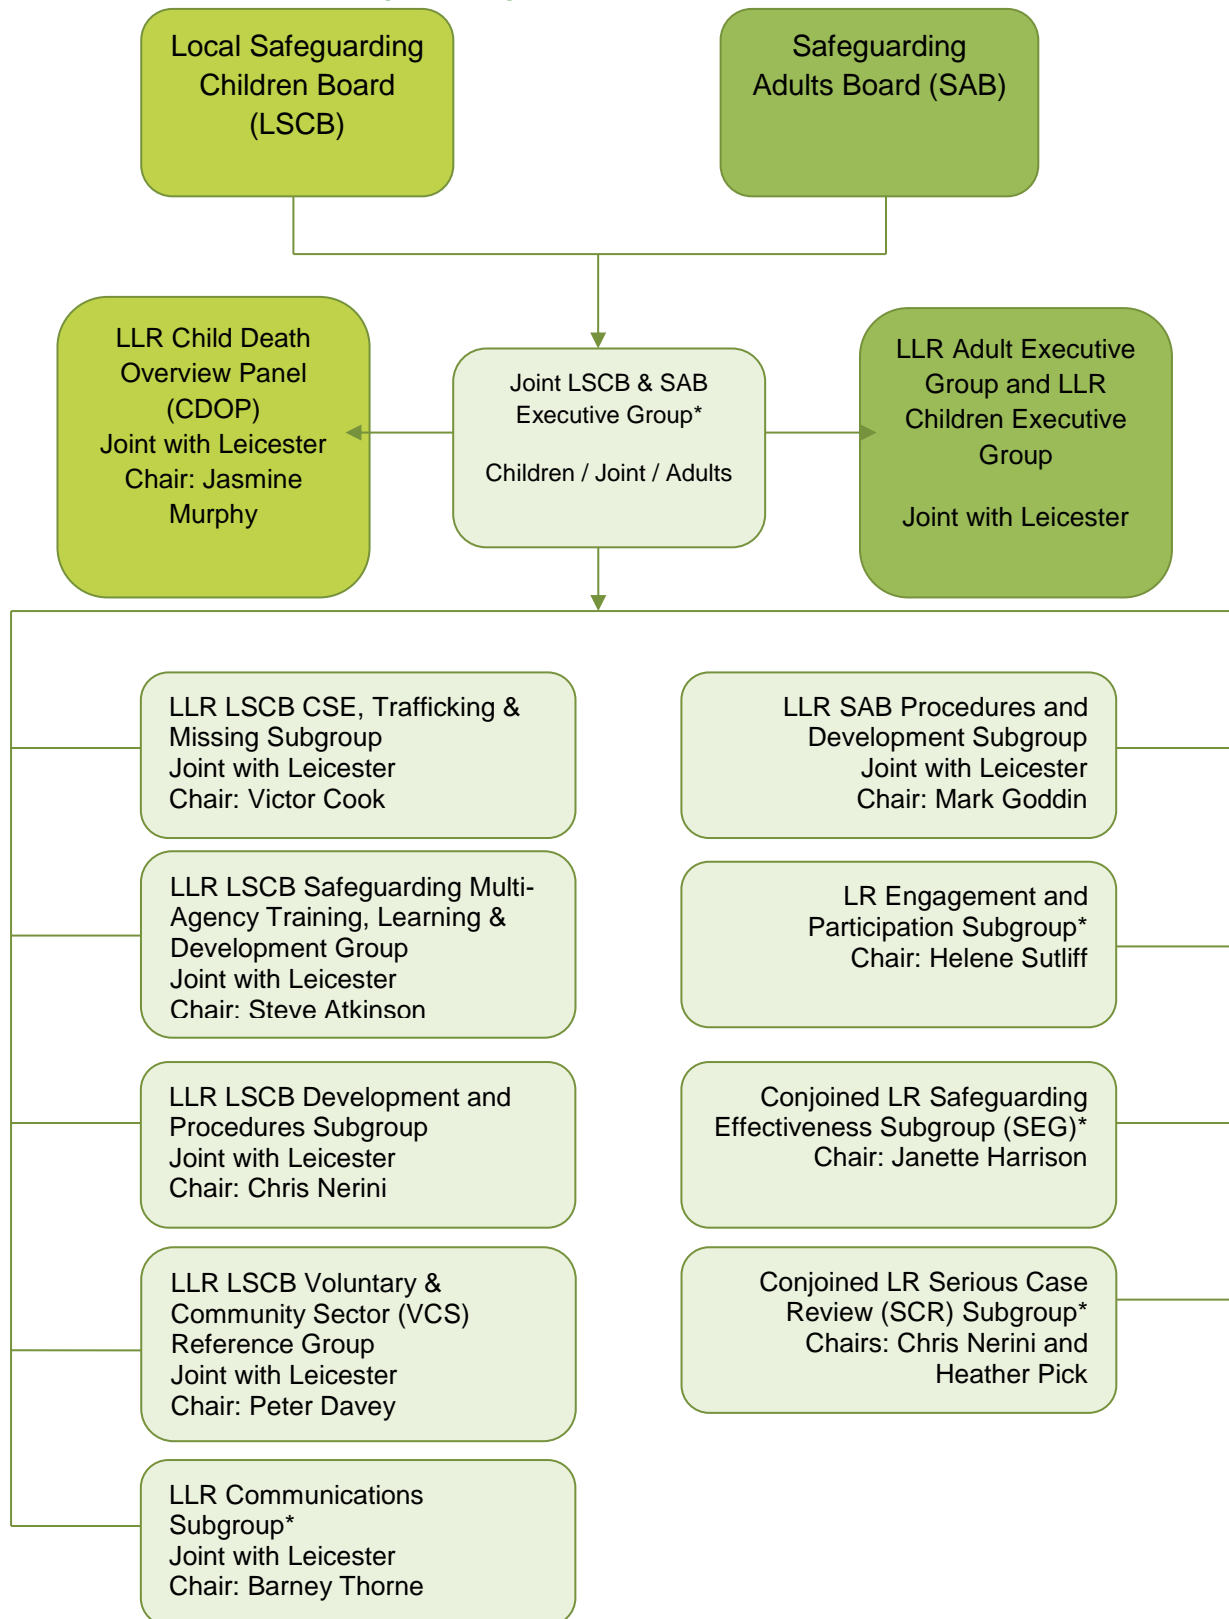 Local Safeguarding
Children Board
(LSCB)
Safeguarding
Adults Board (SAB)
LLR Child Death
Overview Panel
(CDOP)
Joint with Leicester
Chair: Jasmine
Murphy
Joint LSCB & SAB
Executive Group*
Children / Joint / Adults
LLR Adult Executive
Group and LLR
Children Executive
Group
Joint with Leicester
LLR LSCB CSE, Trafficking &
Missing Subgroup
Joint with Leicester
Chair: Victor Cook
LLR LSCB Safeguarding Multi-
Agency Training, Learning &
Development Group
Joint with Leicester
Chair: Steve Atkinson
LLR LSCB Development and
Procedures Subgroup
Joint with Leicester
Chair: Chris Nerini
LLR LSCB Voluntary &
Community Sector (VCS)
Reference Group
Joint with Leicester
Chair: Peter Davey
LLR Communications
Subgroup*
Joint with Leicester
Chair: Barney Thorne
LLR SAB Procedures and
Development Subgroup
Joint with Leicester
Chair: Mark Goddin
LR Engagement and
Participation Subgroup*
Chair: Helene Sutliff
Conjoined LR Safeguarding
Effectiveness Subgroup (SEG)*
Chair: Janette Harrison
Conjoined LR Serious Case
Review (SCR) Subgroup*
Chairs: Chris Nerini and
Heather Pick